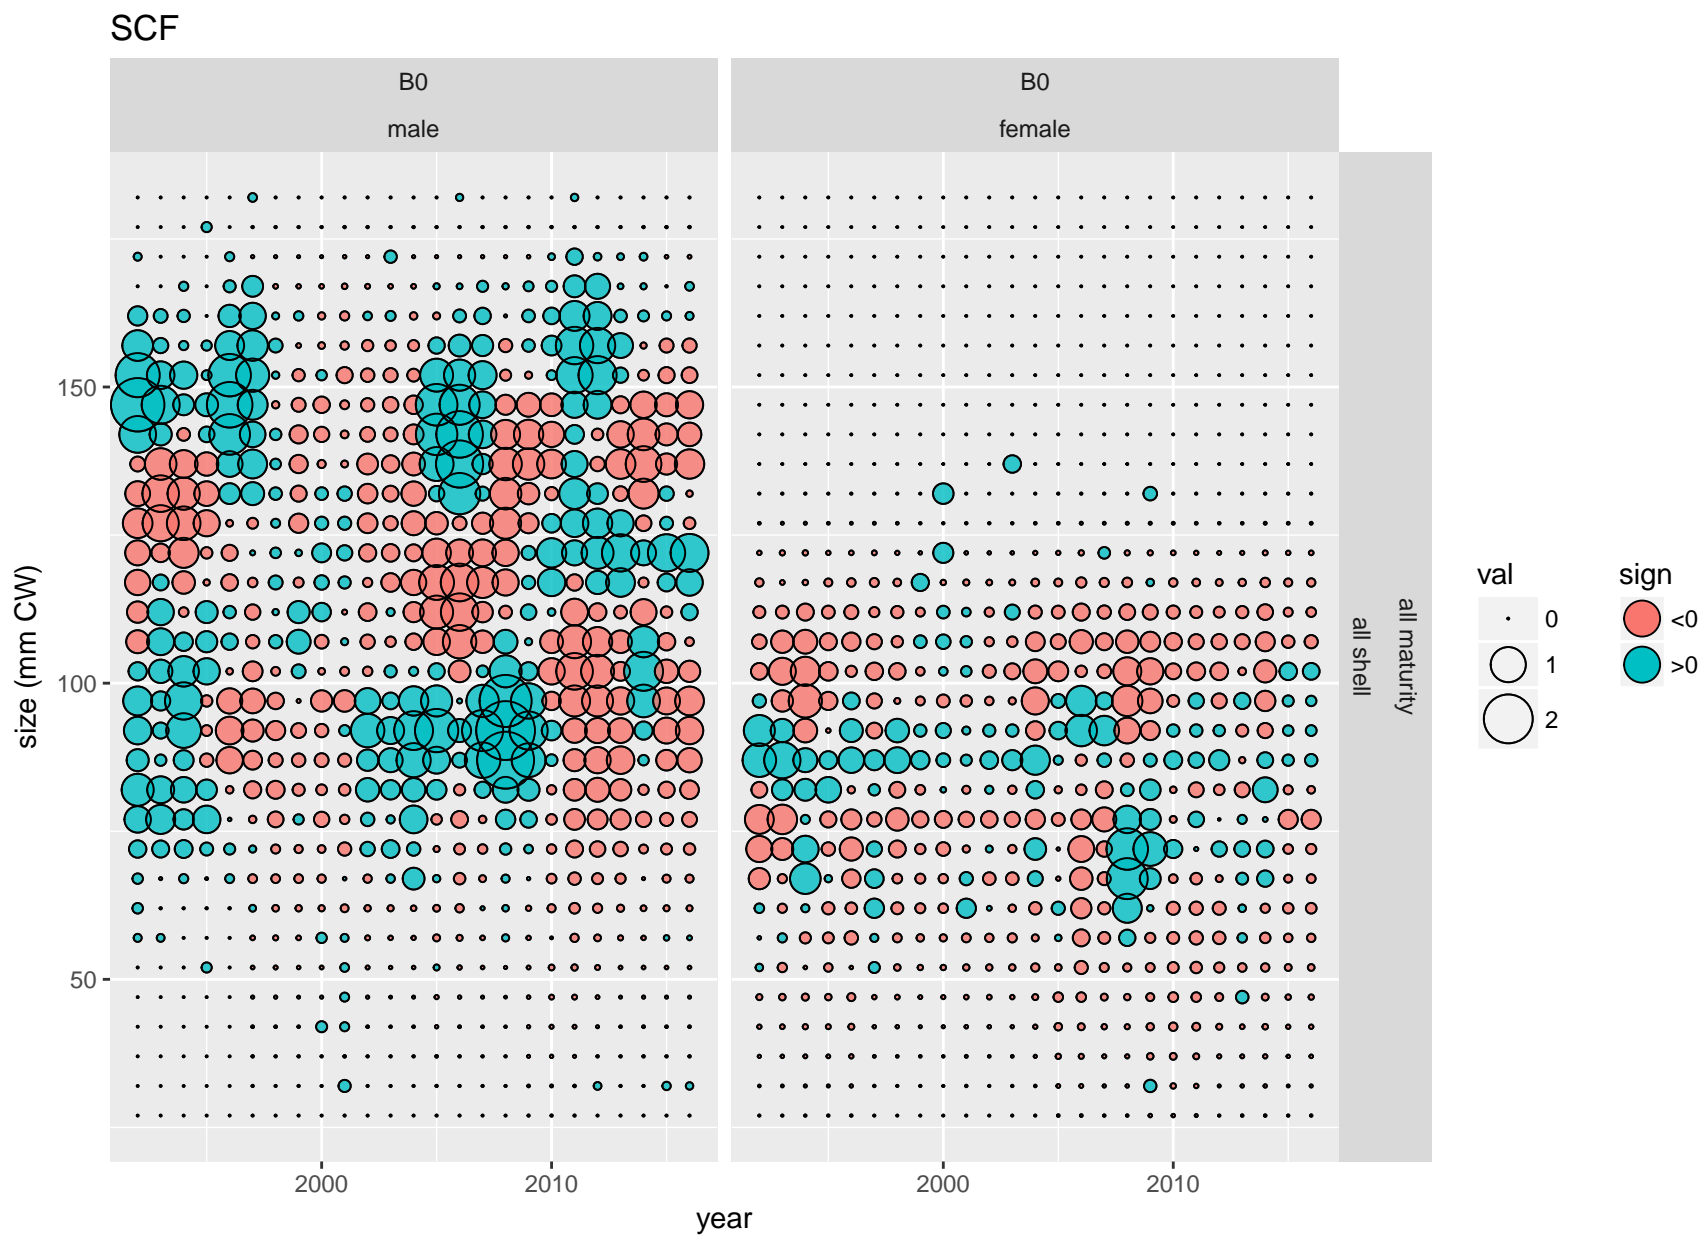 SCF
B0
male
B0
female
150
100
50
size (mm CW)
2000
2010
2000
2010
year
all maturity
all shell
val
0
1
2
sign
<0
>0